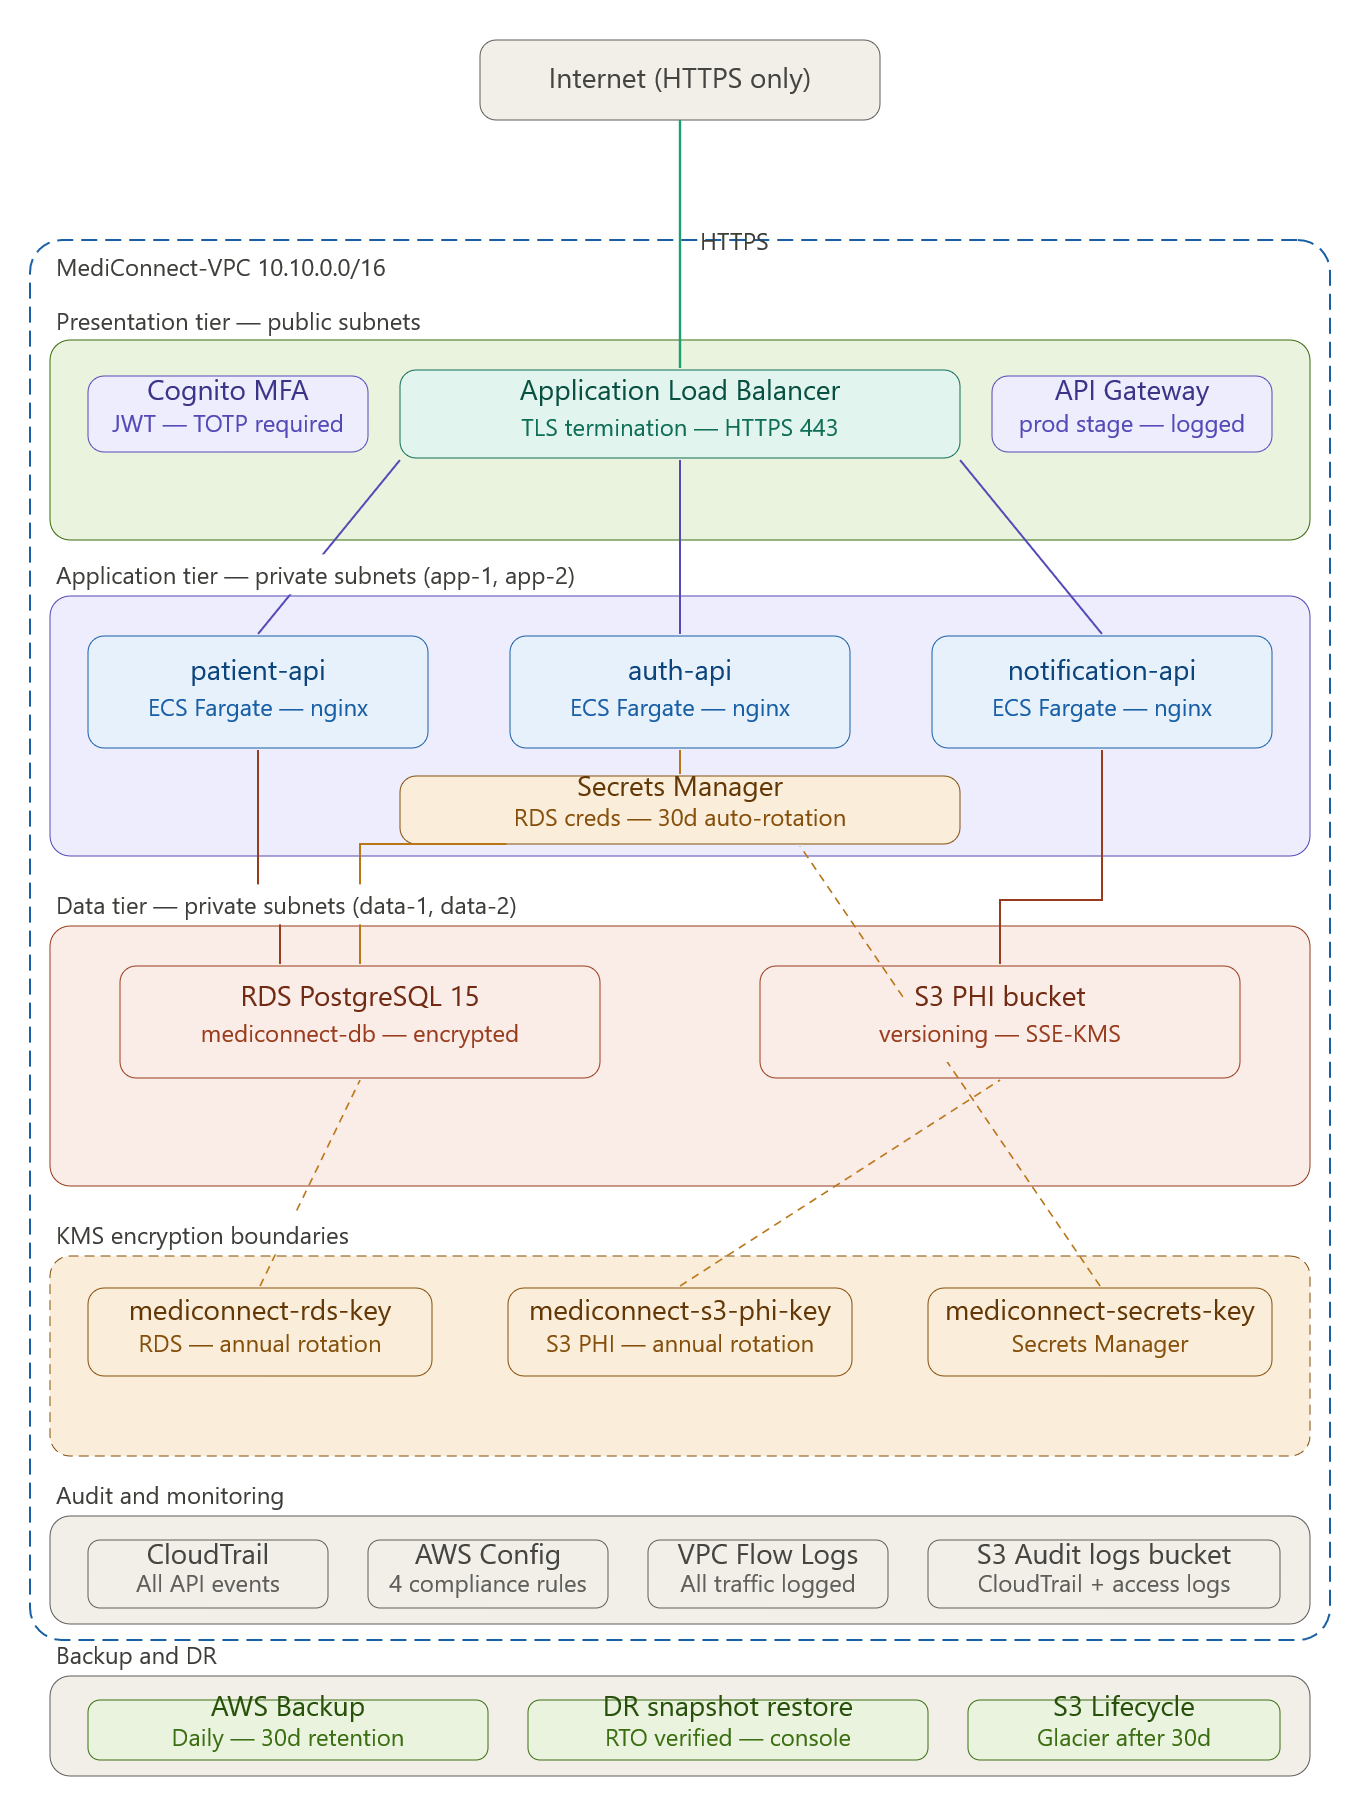 Internet (HTTPS only)
HTTPS
MediConnect-VPC 10.10.0.0/16
Presentation tier — public subnets
Cognito MFA
JWT — TOTP required
Application Load Balancer
TLS termination — HTTPS 443
API Gateway
prod stage — logged
Application tier — private subnets (app-1, app-2)
patient-api
ECS Fargate — nginx
auth-api
ECS Fargate — nginx
notification-api
ECS Fargate — nginx
Secrets Manager
RDS creds — 30d auto-rotation
Data tier — private subnets (data-1, data-2)
RDS PostgreSQL 15
mediconnect-db — encrypted
S3 PHI bucket
versioning — SSE-KMS
KMS encryption boundaries
mediconnect-rds-key
RDS — annual rotation
mediconnect-s3-phi-key
S3 PHI — annual rotation
mediconnect-secrets-key
Secrets Manager
Audit and monitoring
CloudTrail
All API events
AWS Config
4 compliance rules
VPC Flow Logs
All traffic logged
S3 Audit logs bucket
CloudTrail + access logs
Backup and DR
AWS Backup
Daily — 30d retention
DR snapshot restore
RTO verified — console
S3 Lifecycle
Glacier after 30d